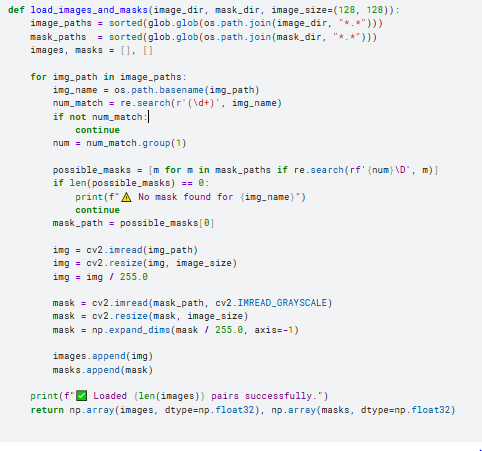 def load_images_and_masks(image_dir, mask_dir, image_size=(128, 128)):
    image_paths = sorted(glob.glob(os.path.join(image_dir, "*.*")))
    mask_paths  = sorted(glob.glob(os.path.join(mask_dir, "*.*")))
    images, masks = [], []

    for img_path in image_paths:
        img_name = os.path.basename(img_path)
        num_match = re.search(r'(\d+)', img_name)
        if not num_match:
            continue
        num = num_match.group(1)

        possible_masks = [m for m in mask_paths if re.search(rf'{num}\D', m)]
        if len(possible_masks) == 0:
            print(f"⚠️ No mask found for {img_name}")
            continue
        mask_path = possible_masks[0]

        img = cv2.imread(img_path)
        img = cv2.resize(img, image_size)
        img = img / 255.0

        mask = cv2.imread(mask_path, cv2.IMREAD_GRAYSCALE)
        mask = cv2.resize(mask, image_size)
        mask = np.expand_dims(mask / 255.0, axis=-1)

        images.append(img)
        masks.append(mask)

    print(f"✅ Loaded {len(images)} pairs successfully.")
    return np.array(images, dtype=np.float32), np.array(masks, dtype=np.float32)